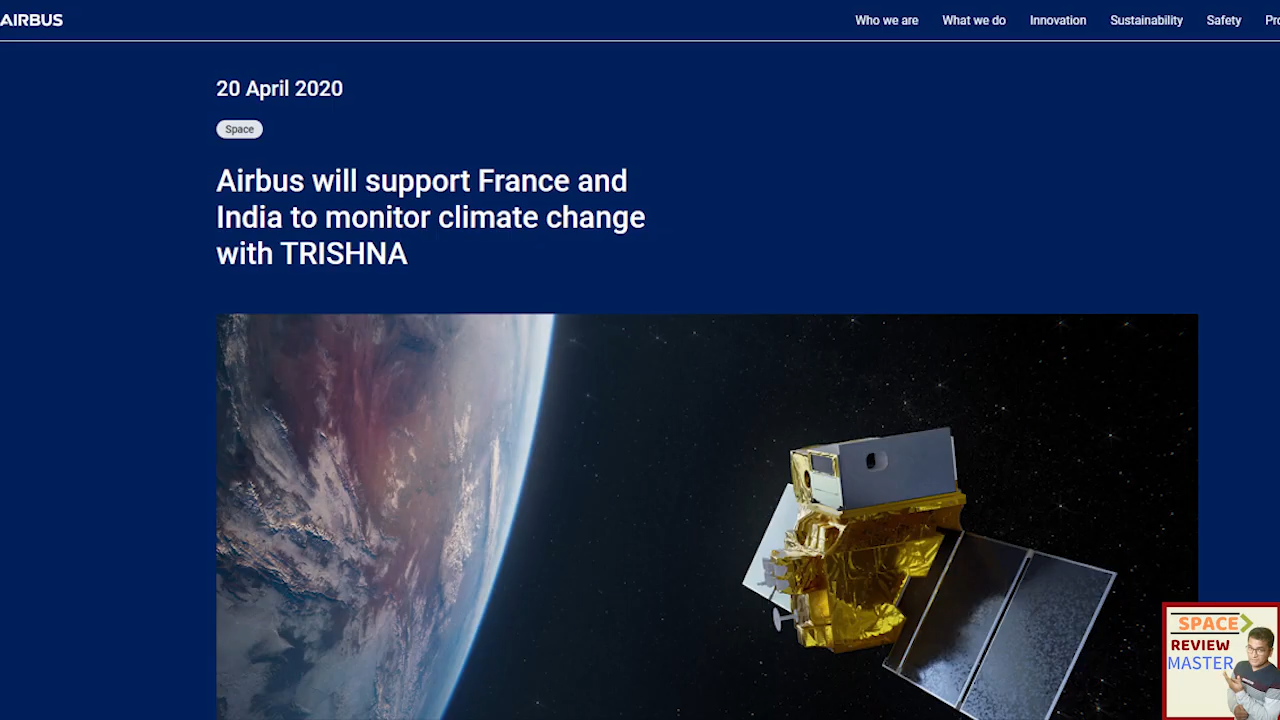 AIRBUS
Who we are What we do Innovation Sustainability Safety
20 April 2020
Space
Airbus will support France and
India to monitor climate change
with TRISHNA
SPACE
REVIEW
MASTER